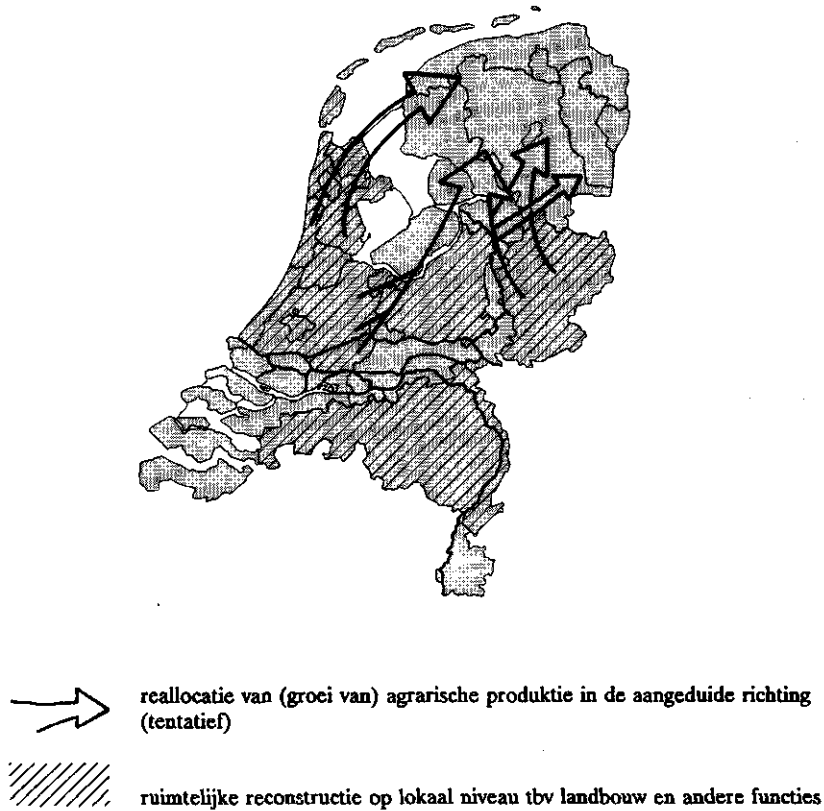 reallocatie van (groei van) agrarische produktie in de aangeduide richting
(tentatief)
ruimtelijke reconstructie op lokaal niveau tbv landbouw en andere functies